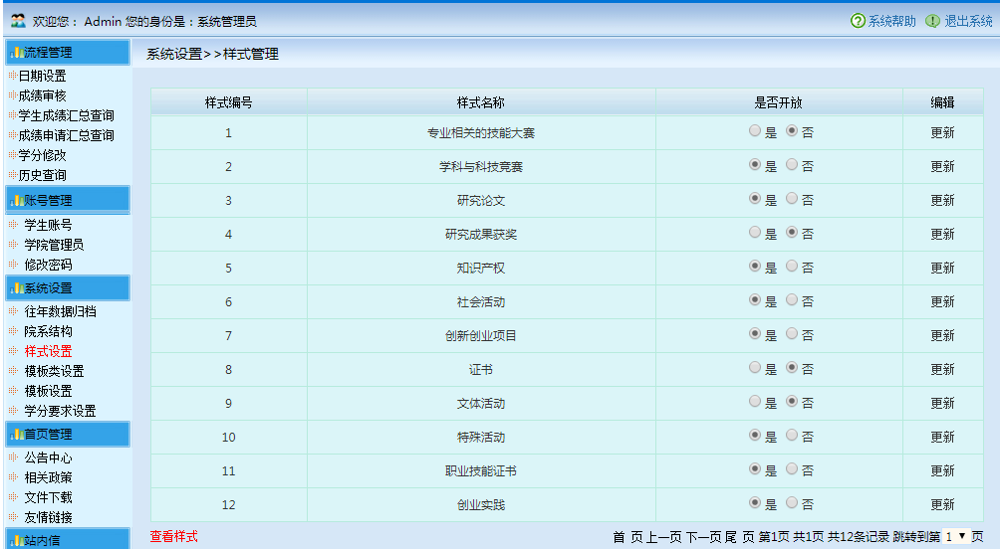 欢迎您： Admin 您的身份是：系统管理员
系统帮助 退出系统
流程管理
日期设置
成绩审核
学生成绩汇总查询
成绩申请汇总查询
学分修改
历史查询
账号管理
学生账号
学院管理员
修改密码
系统设置
往年数据归档
院系结构
样式设置
模板类设置
模板设置
学分要求设置
首页管理
公告中心
相关政策
文件下载
友情链接
站内信
系统设置>>样式管理
样式编号 样式名称 是否开放 编辑
1 专业相关的技能大赛 是 否 更新
2 学科与科技竞赛 是 否 更新
3 研究论文 是 否 更新
4 研究成果获奖 是 否 更新
5 知识产权 是 否 更新
6 社会活动 是 否 更新
7 创新创业项目 是 否 更新
8 证书 是 否 更新
9 文体活动 是 否 更新
10 特殊活动 是 否 更新
11 职业技能证书 是 否 更新
12 创业实践 是 否 更新
查看样式 首 页 上一页 下一页 尾 页 第1页 共1页 共12条记录 跳转到第 1 页